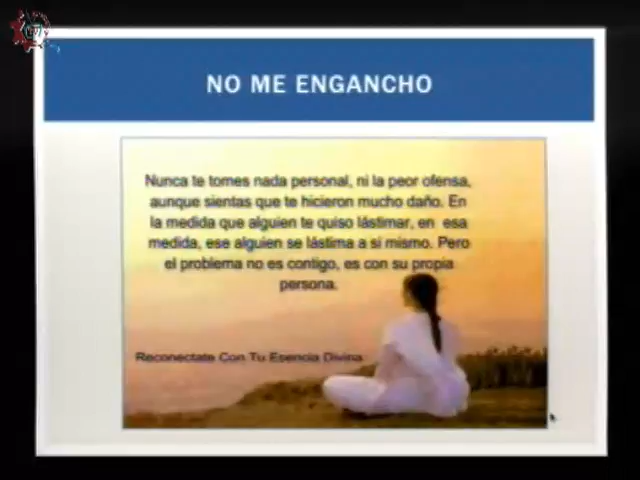 NO ME ENGANCHO
Nunca te tomes nada personal, ni la peor ofensa,
aunque sientas que te hicieron mucho daño. En
la medida que alguien te quiso lástimar, en esa
medida, ese alguien se lástima a si mismo. Pero
el problema no es contigo, es con su propia
persona.
Reconectate Con Tu Esencia Divina